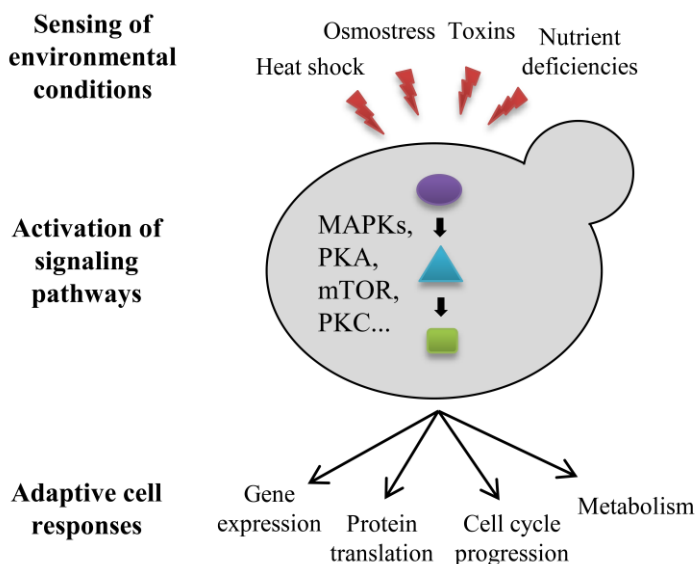 Sensing of
environmental
conditions
Osmostress
Toxins
Nutrient
deficiencies
Heat shock
Activation of
signaling
pathways
MAPKs,
PKA,
mTOR,
PKC...
Adaptive cell
responses
Gene
expression
Protein
translation
Cell cycle
progression
Metabolism